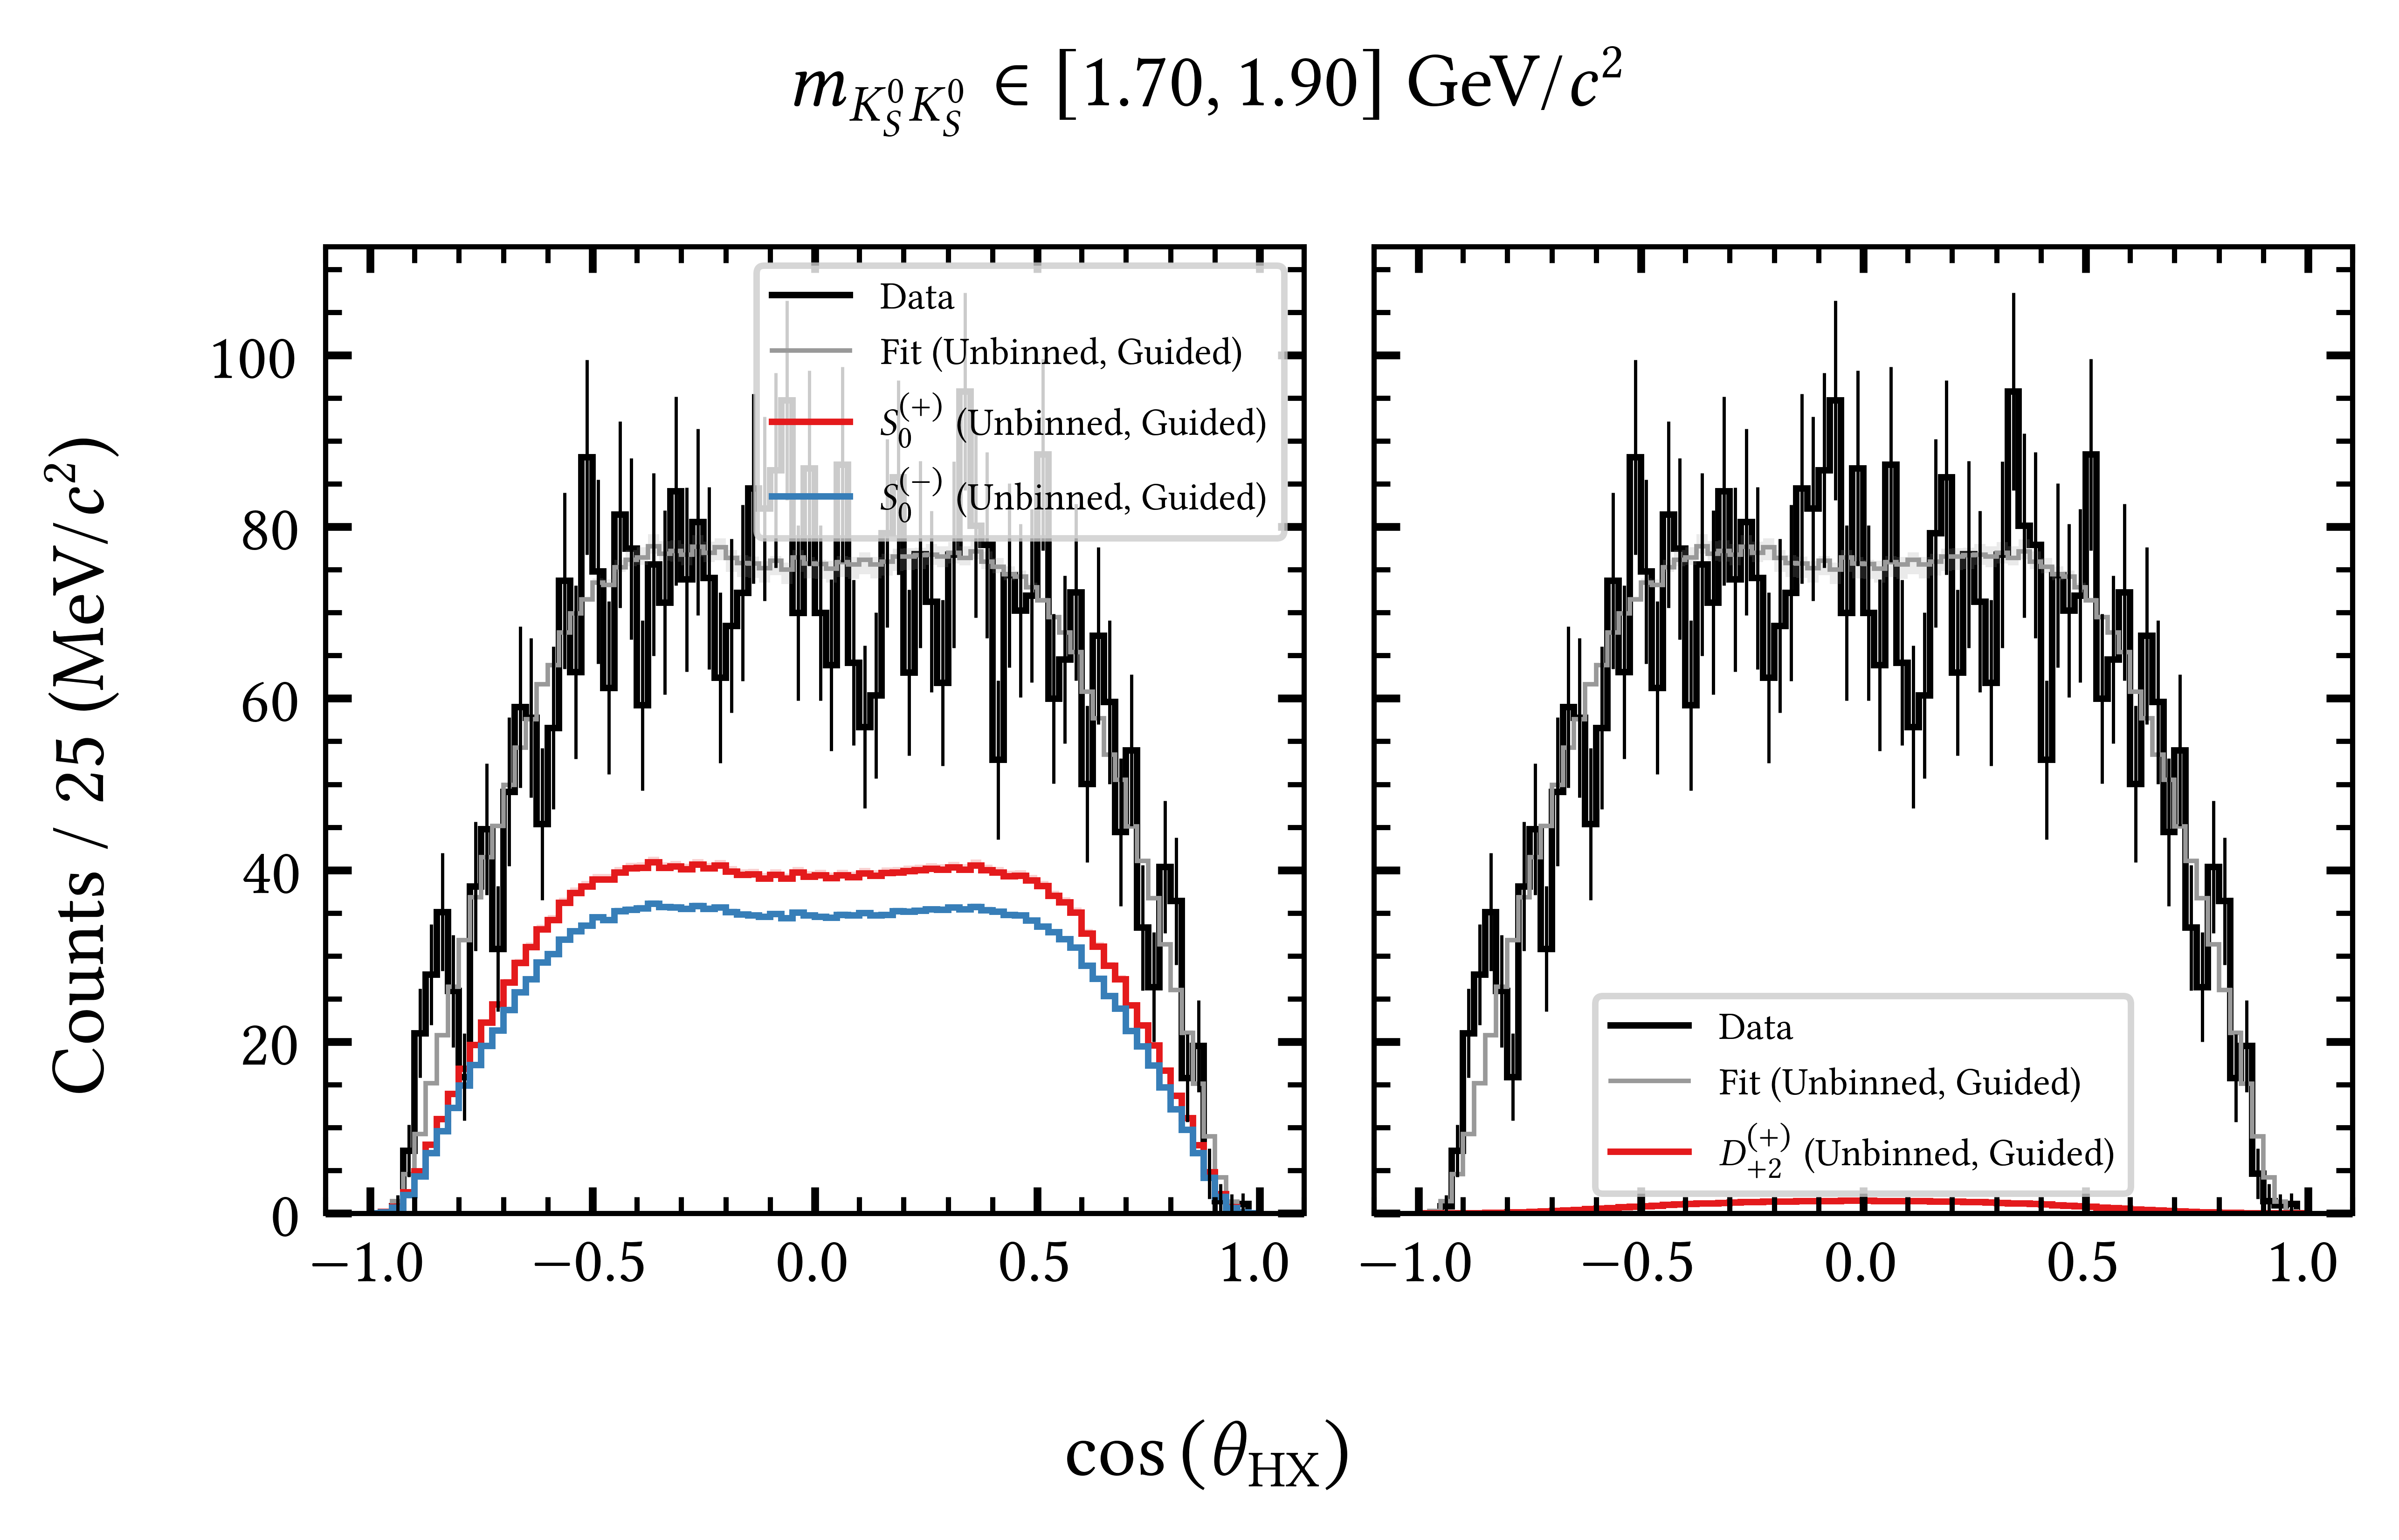 m_{K_S^0 K_S^0} ∈ [1.70, 1.90] GeV/c²
Counts / 25 (MeV/c²)
100
80
60
40
20
0
Data
Fit (Unbinned, Guided)
S_0^{(+)} (Unbinned, Guided)
S_0^{(−)} (Unbinned, Guided)
−1.0 −0.5 0.0 0.5 1.0
Data
Fit (Unbinned, Guided)
D_{+2}^{(+)} (Unbinned, Guided)
−1.0 −0.5 0.0 0.5 1.0
cos (θ_{HX})